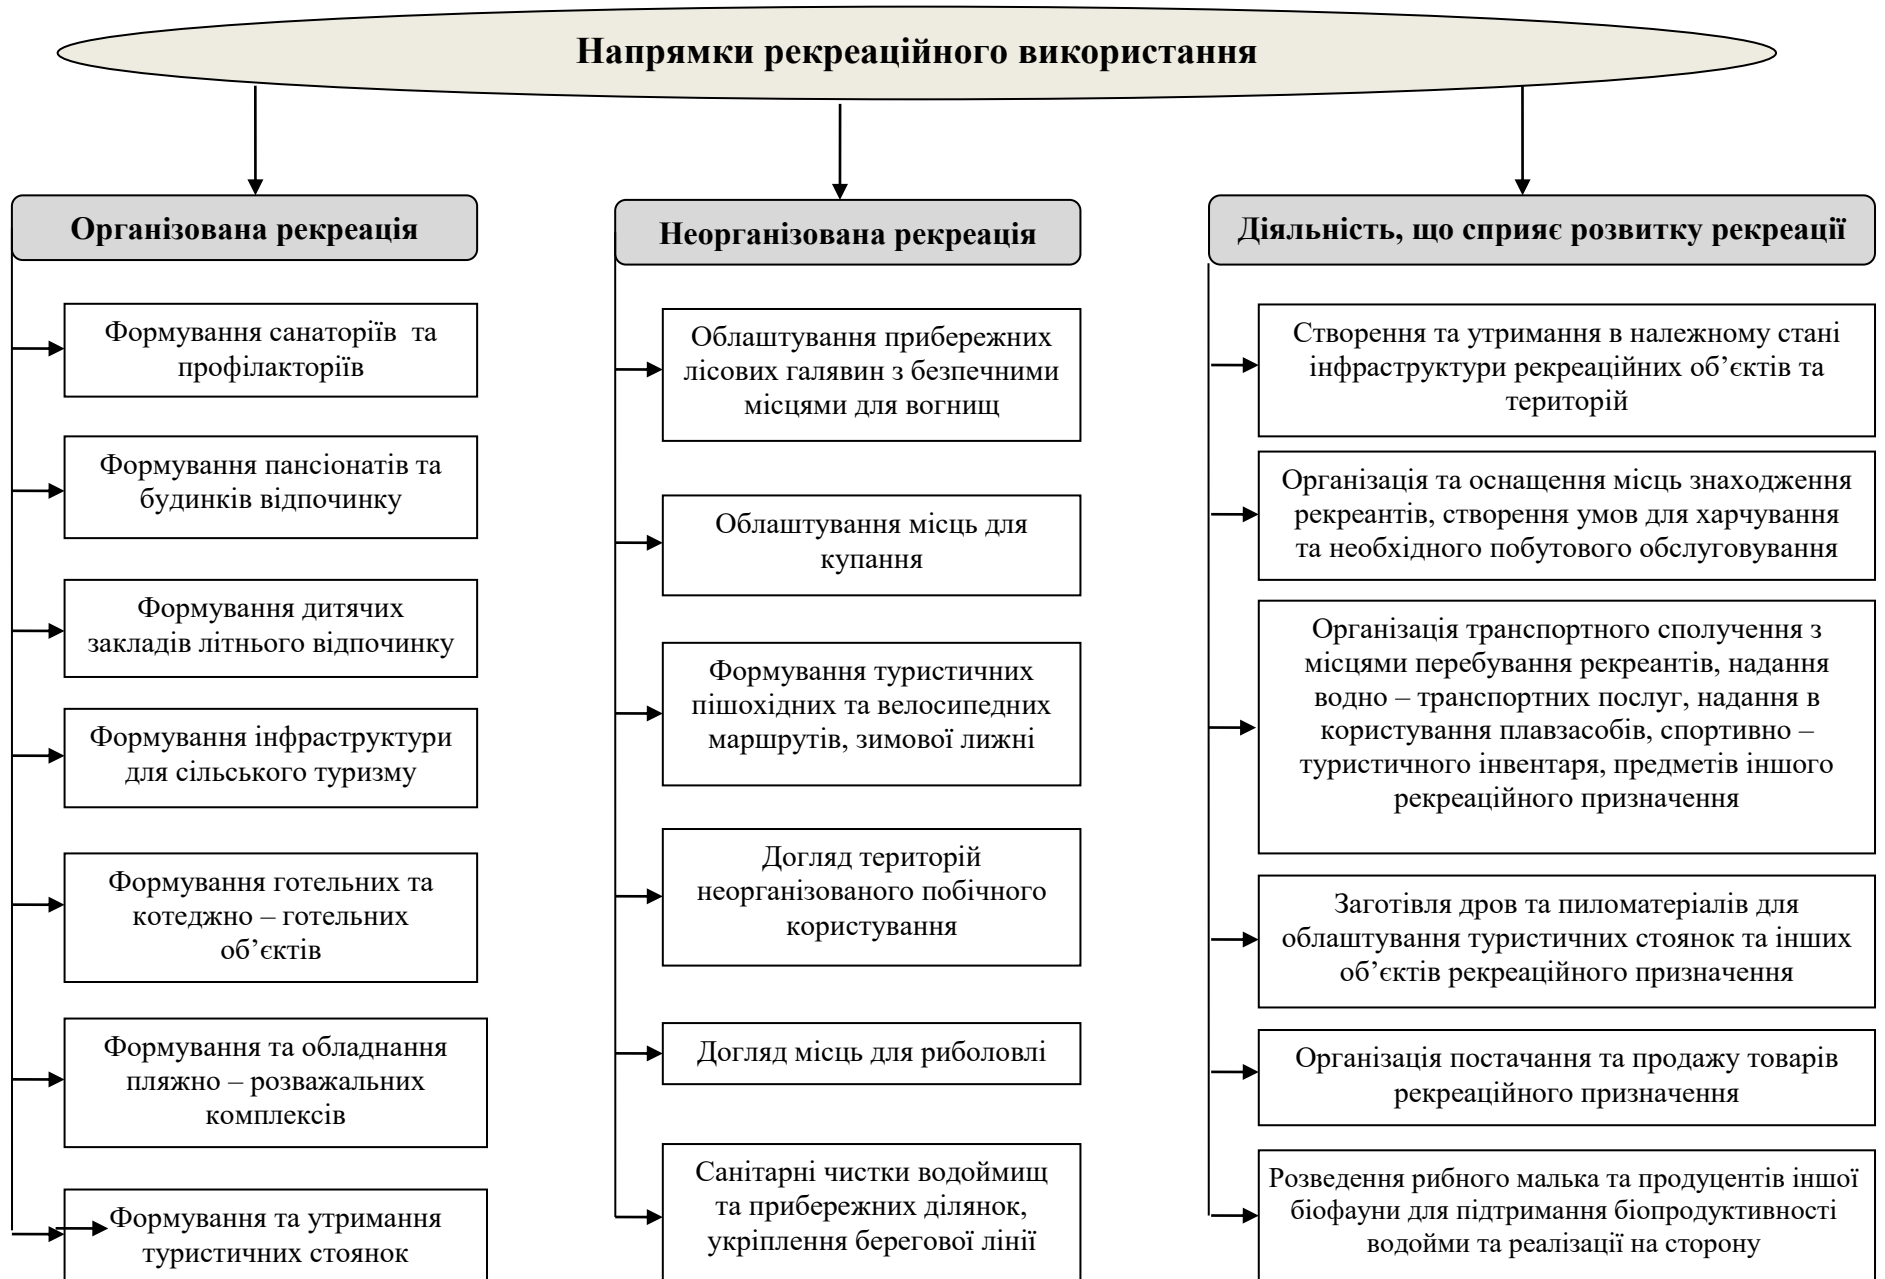 Напрямки рекреаційного використання
Організована рекреація
Формування санаторіїв та
профілакторіїв
Формування пансіонатів та
будинків відпочинку
Формування дитячих
закладів літнього відпочинку
Формування інфраструктури
для сільського туризму
Формування готельних та
котеджно – готельних
об’єктів
Формування та обладнання
пляжно – розважальних
комплексів
Формування та утримання
туристичних стоянок
Неорганізована рекреація
Облаштування прибережних
лісових галявин з безпечними
місцями для вогнищ
Облаштування місць для
купання
Формування туристичних
пішохідних та велосипедних
маршрутів, зимової лижні
Догляд територій
неорганізованого побічного
користування
Догляд місць для риболовлі
Санітарні чистки водоймищ
та прибережних ділянок,
укріплення берегової лінії
Діяльність, що сприяє розвитку рекреації
Створення та утримання в належному стані
інфраструктури рекреаційних об’єктів та
територій
Організація та оснащення місць знаходження
рекреантів, створення умов для харчування
та необхідного побутового обслуговування
Організація транспортного сполучення з
місцями перебування рекреантів, надання
водно – транспортних послуг, надання в
користування плавзасобів, спортивно –
туристичного інвентаря, предметів іншого
рекреаційного призначення
Заготівля дров та пиломатеріалів для
облаштування туристичних стоянок та інших
об’єктів рекреаційного призначення
Організація постачання та продажу товарів
рекреаційного призначення
Розведення рибного малька та продуцентів іншої
біофауни для підтримання біопродуктивності
водойми та реалізації на сторону